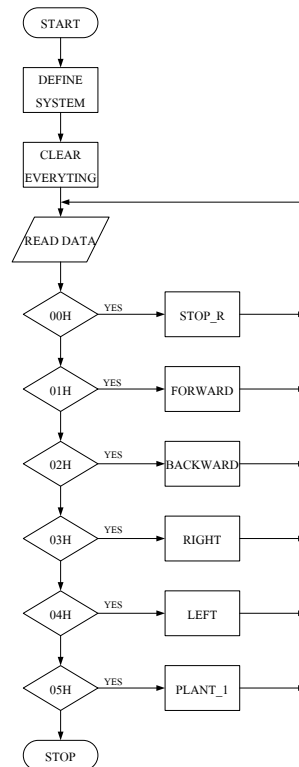 START
DEFINE
SYSTEM
CLEAR
EVERYTING
READ DATA
00H
YES
STOP_R
01H
YES
FORWARD
02H
YES
BACKWARD
03H
YES
RIGHT
04H
YES
LEFT
05H
YES
PLANT_1
STOP